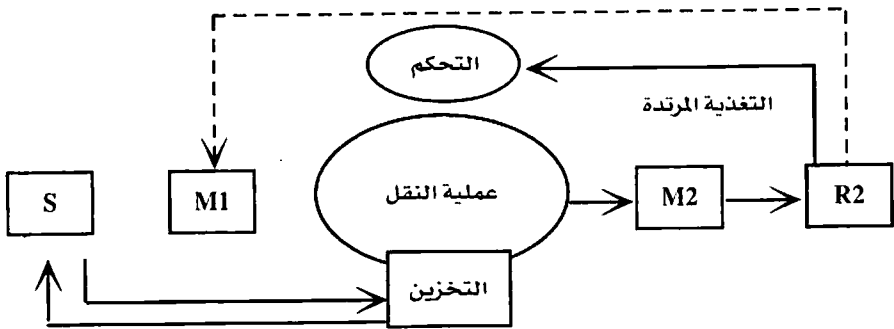 التحكم
التغذية المرتدة
S
M1
عملية النقل
M2
R2
التخزين